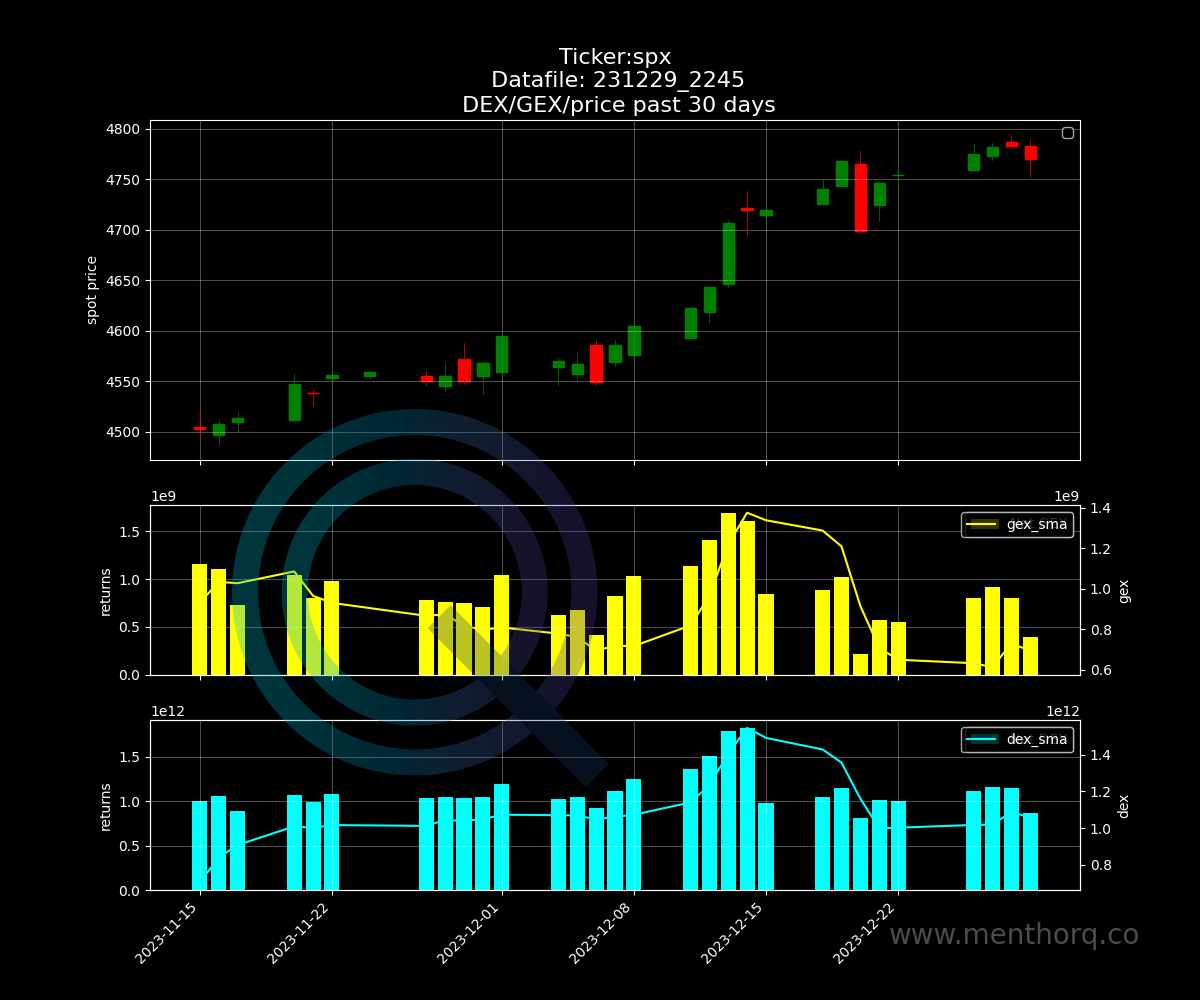 Ticker:spx
Datafile: 231229_2245
DEX/GEX/price past 30 days
4800
4750
4700
4650
4600
4550
4500
spot price
1e9
1e9
1.5
1.0
0.5
0.0
returns
gex_sma
1.4
1.2
1.0
0.8
0.6
gex
1e12
1e12
1.5
1.0
0.5
0.0
returns
dex_sma
1.4
1.2
1.0
0.8
dex
2023-11-15
2023-11-22
2023-12-01
2023-12-08
2023-12-15
2023-12-22
www.menthorq.co